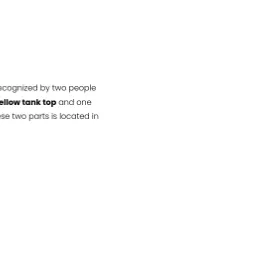 ecognized by two people
ellow tank top and one
se two parts is located in